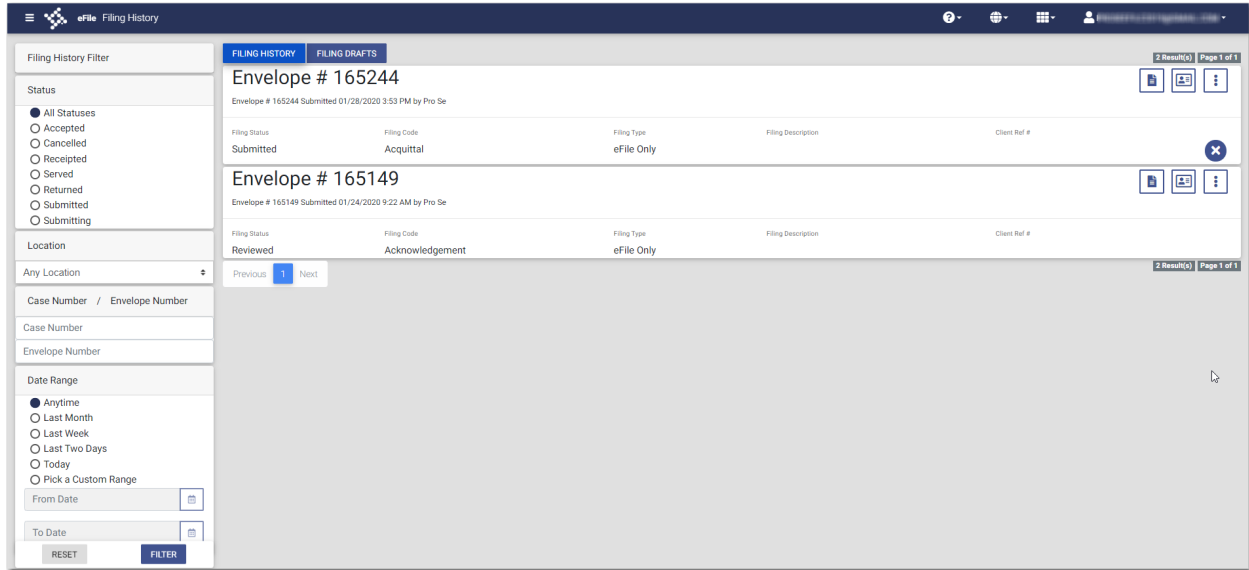 eFile Filing History
Filing History Filter
Status
All Statuses
Accepted
Cancelled
Receipted
Served
Returned
Submitted
Submitting
Location
Any Location
Case Number / Envelope Number
Case Number
Envelope Number
Date Range
Anytime
Last Month
Last Week
Last Two Days
Today
Pick a Custom Range
From Date
To Date
RESET FILTER
FILING HISTORY FILING DRAFTS
2 Result(s) Page 1 of 1
Envelope # 165244
Envelope # 165244 Submitted 01/28/2020 3:53 PM by Pro Se
Filing Status Filing Code Filing Type Filing Description Client Ref #
Submitted Acquittal eFile Only
Envelope # 165149
Envelope # 165149 Submitted 01/24/2020 9:22 AM by Pro Se
Filing Status Filing Code Filing Type Filing Description Client Ref #
Reviewed Acknowledgement eFile Only
Previous 1 Next
2 Result(s) Page 1 of 1